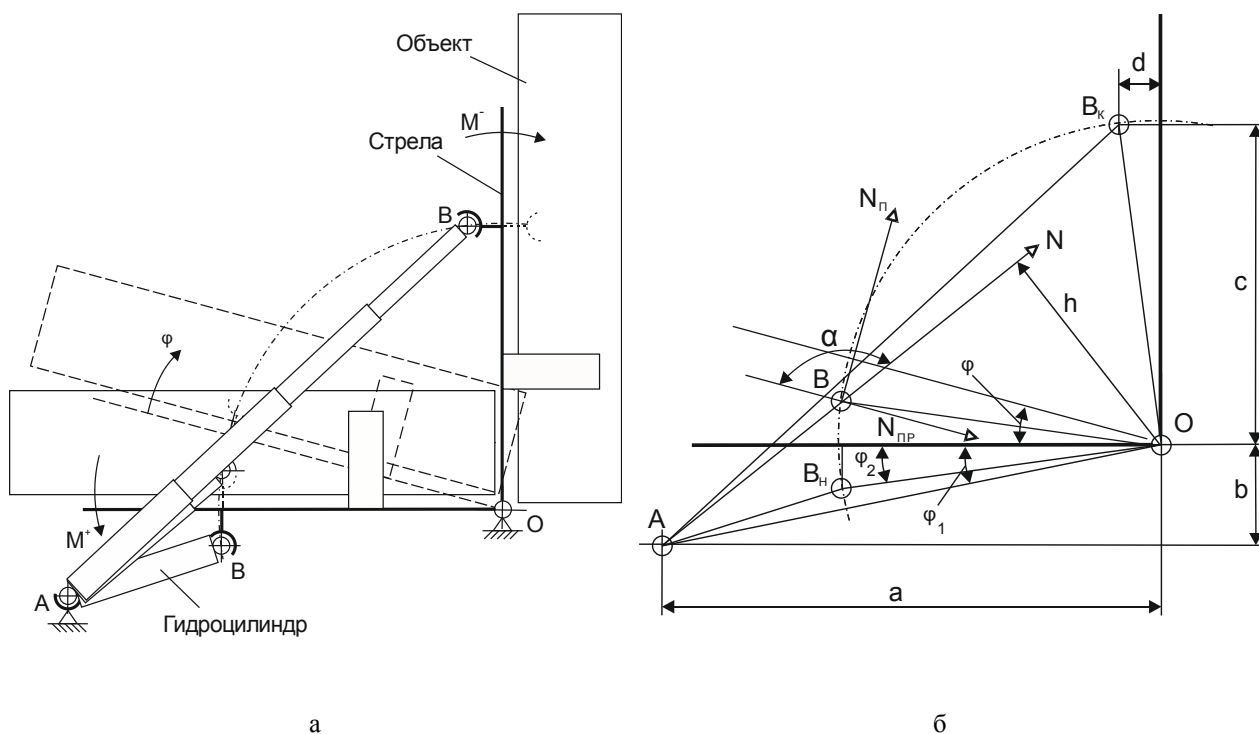 Объект
Стрела
M⁻
B
φ
M⁺
O
B
A
Гидроцилиндр
а
d
Bк
Nп
N
h
c
α
φ
B
Nпр
O
φ₂
Bн
φ₁
b
A
a
б